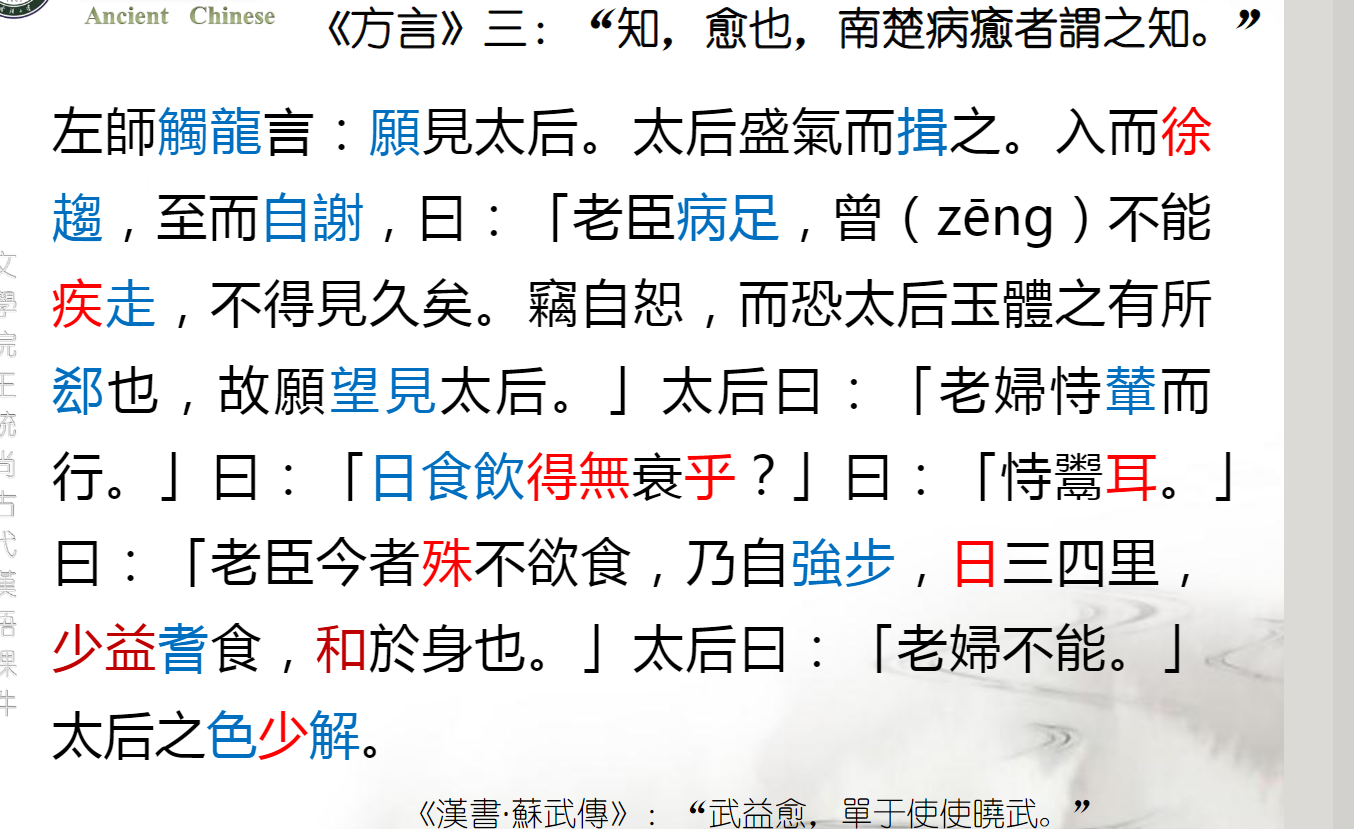 Ancient Chinese
《方言》三：“知，愈也，南楚病癒者謂之知。”
左師觸龍言：願見太后。太后盛氣而揖之。入而徐
趨，至而自謝，曰：「老臣病足，曾（zēng）不能
疾走，不得見久矣。竊自恕，而恐太后玉體之有所
郄也，故願望見太后。」太后曰：「老婦恃輦而
行。」曰：「日食飲得無衰乎？」曰：「恃鬻耳。」
曰：「老臣今者殊不欲食，乃自強步，日三四里，
少益耆食，和於身也。」太后曰：「老婦不能。」
太后之色少解。
《漢書·蘇武傳》：“武益愈，單于使使曉武。”
文學院王統尚古代漢語課件